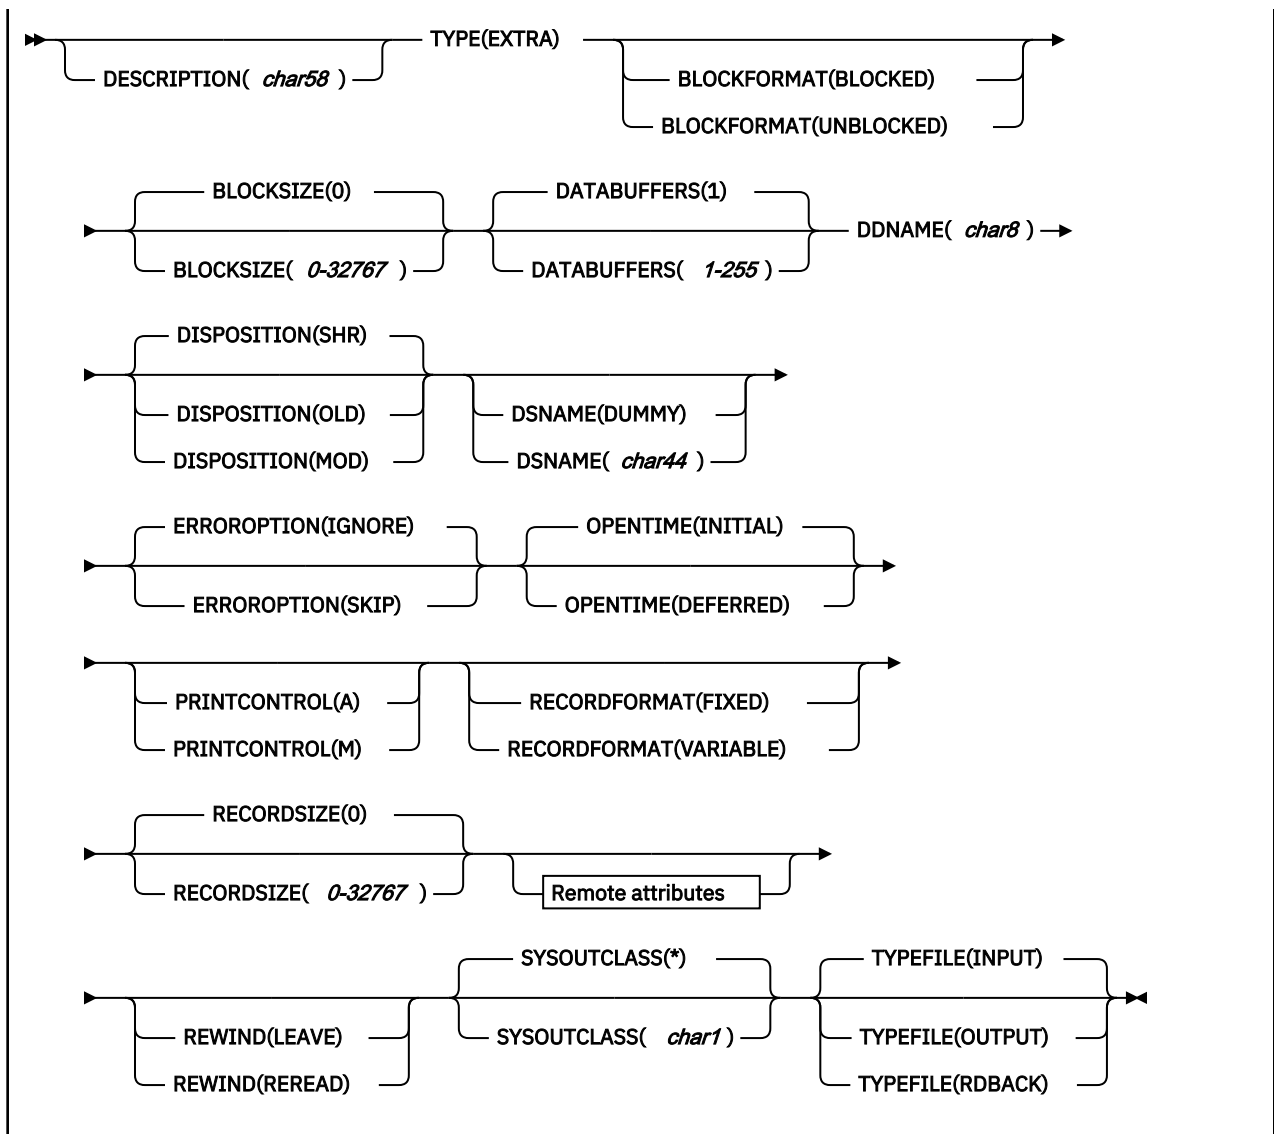 TYPE(EXTRA)
DESCRIPTION( char58 )
BLOCKFORMAT(BLOCKED)
BLOCKFORMAT(UNBLOCKED)
BLOCKSIZE(0) DATABUFFERS(1)
DDNAME( char8 )
BLOCKSIZE( 0-32767 ) DATABUFFERS( 1-255 )
DISPOSITION(SHR)
DISPOSITION(OLD) DSNAME(DUMMY)
DISPOSITION(MOD) DSNAME( char44 )
ERROROPTION(IGNORE) OPENTIME(INITIAL)
ERROROPTION(SKIP) OPENTIME(DEFERRED)
PRINTCONTROL(A) RECORDFORMAT(FIXED)
PRINTCONTROL(M) RECORDFORMAT(VARIABLE)
RECORDSIZE(0)
RECORDSIZE( 0-32767 ) Remote attributes
SYSOUTCLASS(*) TYPEFILE(INPUT)
REWIND(LEAVE) SYSOUTCLASS( char1 ) TYPEFILE(OUTPUT)
REWIND(REREAD) TYPEFILE(RDBACK)